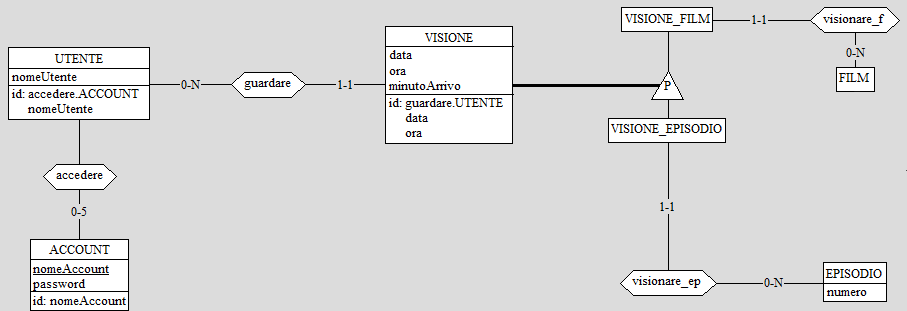 UTENTE
nomeUtente
id: accedere.ACCOUNT
nomeUtente
0-N
guardare
1-1
VISIONE
data
ora
minutoArrivo
id: guardare.UTENTE
data
ora
P
VISIONE_FILM
1-1
visionare_f
0-N
FILM
VISIONE_EPISODIO
1-1
visionare_ep
0-N
EPISODIO
numero
accedere
0-5
ACCOUNT
nomeAccount
password
id: nomeAccount